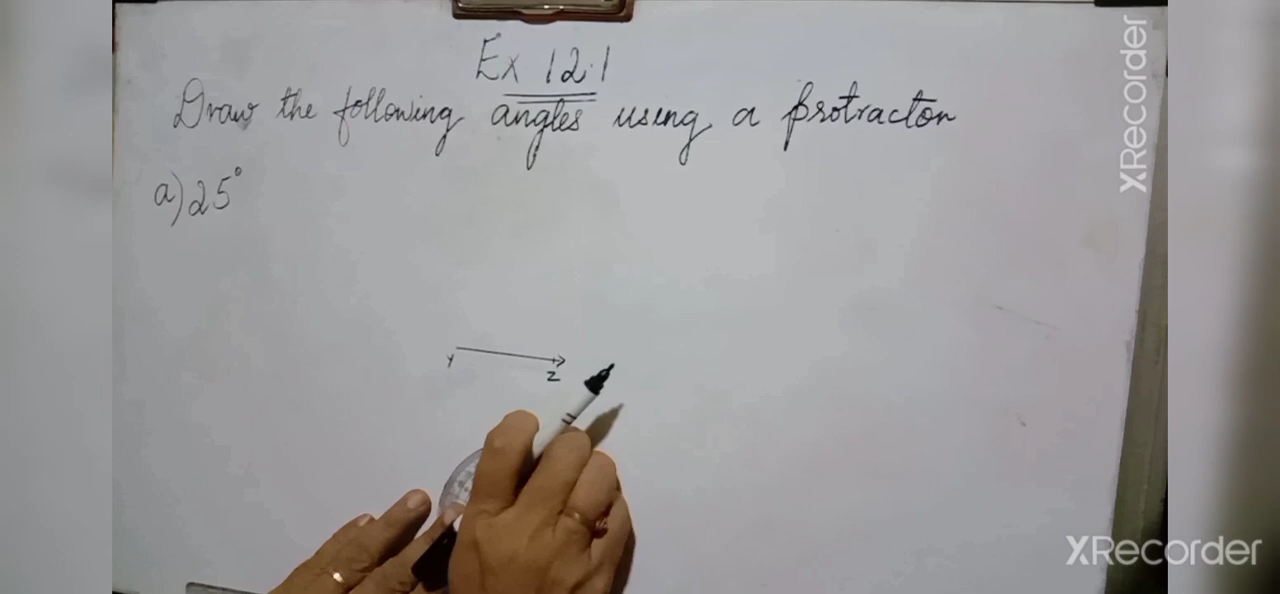 Ex 12.1
Draw the following angles using a protractor
a) 25°
Y
Z
XRecorder
XRecorder